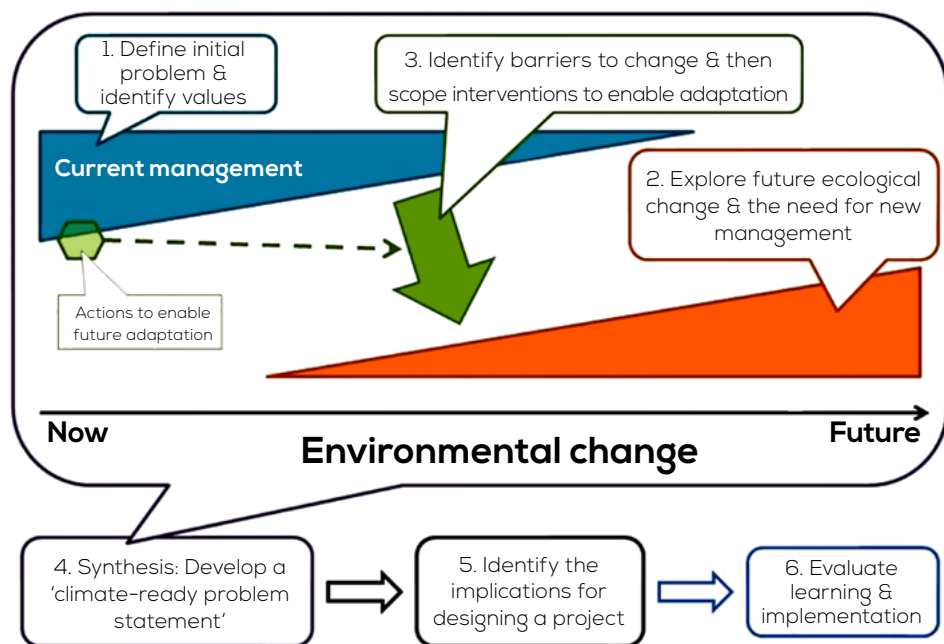 1. Define initial
problem &
identify values
3. Identify barriers to change & then
scope interventions to enable adaptation
Current management
2. Explore future ecological
change & the need for new
management
Actions to enable
future adaptation
Now
Future
Environmental change
4. Synthesis: Develop a
‘climate-ready problem
statement’
5. Identify the
implications for
designing a project
6. Evaluate
learning &
implementation